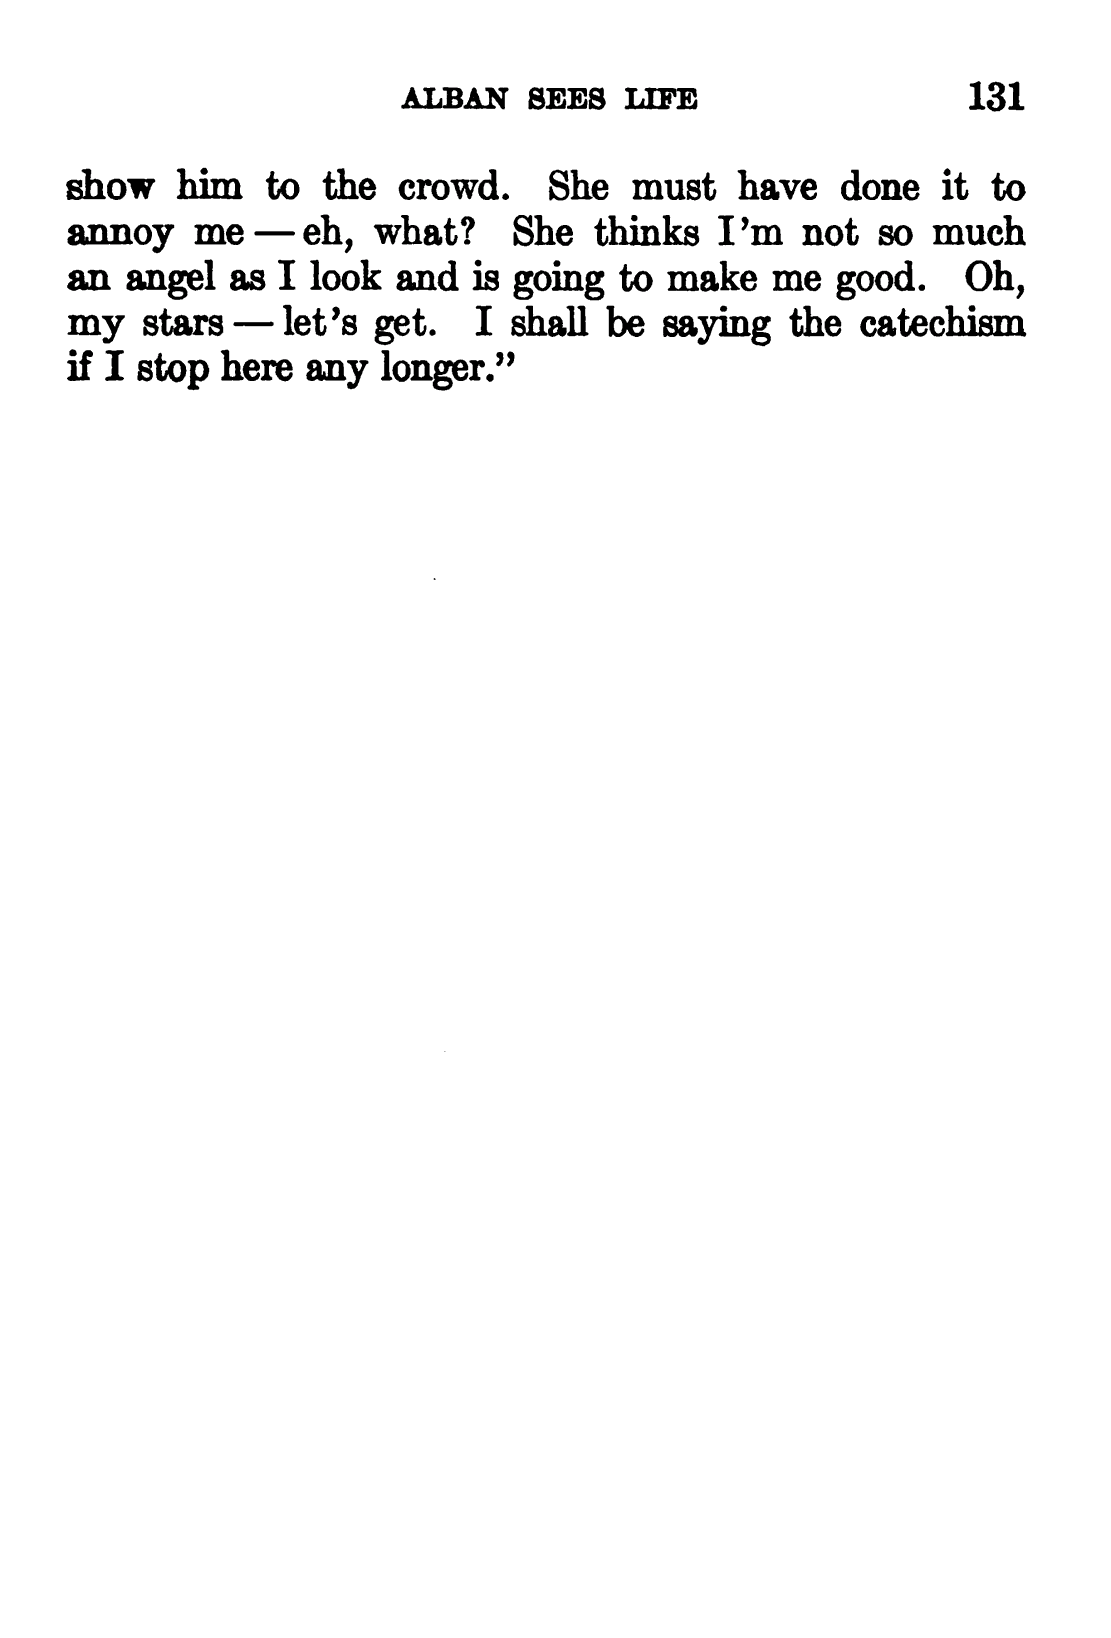 ALBAN SEES LIFE 131
show him to the crowd. She must have done it to
annoy me — eh, what? She thinks I'm not so much
an angel as I look and is going to make me good. Oh,
my stars — let's get. I shall be saying the catechism
if I stop here any longer.”